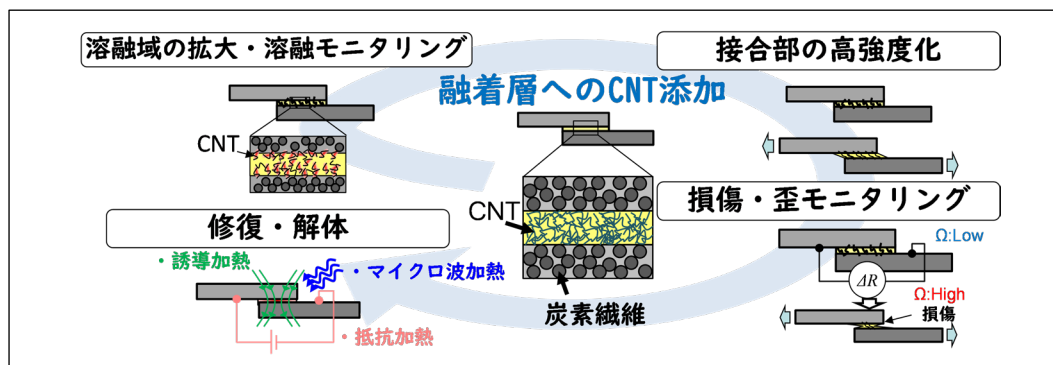 溶融域の拡大・溶融モニタリング
CNT
融着層へのCNT添加
CNT
炭素繊維
接合部の高強度化
損傷・歪モニタリング
Ω:Low
ΔR
Ω:High
損傷
修復・解体
・誘導加熱
・マイクロ波加熱
・抵抗加熱